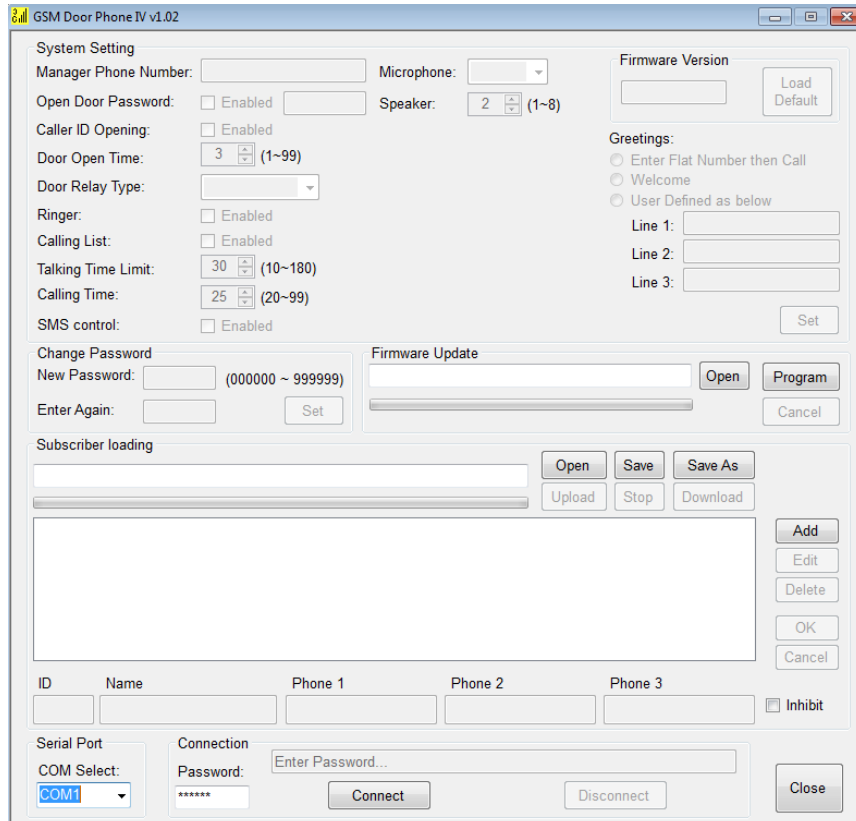 GSM Door Phone IV v1.02
System Setting
Manager Phone Number:
Microphone:
Firmware Version
Load Default
Open Door Password: Enabled
Speaker: 2 (1~8)
Caller ID Opening: Enabled
Greetings:
Door Open Time: 3 (1~99)
Enter Flat Number then Call
Door Relay Type:
Welcome
User Defined as below
Ringer: Enabled
Line 1:
Calling List: Enabled
Line 2:
Talking Time Limit: 30 (10~180)
Line 3:
Calling Time: 25 (20~99)
SMS control: Enabled
Set
Change Password
New Password: (000000 ~ 999999)
Enter Again: Set
Firmware Update
Open Program
Cancel
Subscriber loading
Open Save Save As
Upload Stop Download
Add
Edit
Delete
OK
Cancel
ID Name Phone 1 Phone 2 Phone 3
Inhibit
Serial Port
COM Select:
COM1
Connection
Password: Enter Password...
****** Connect Disconnect
Close